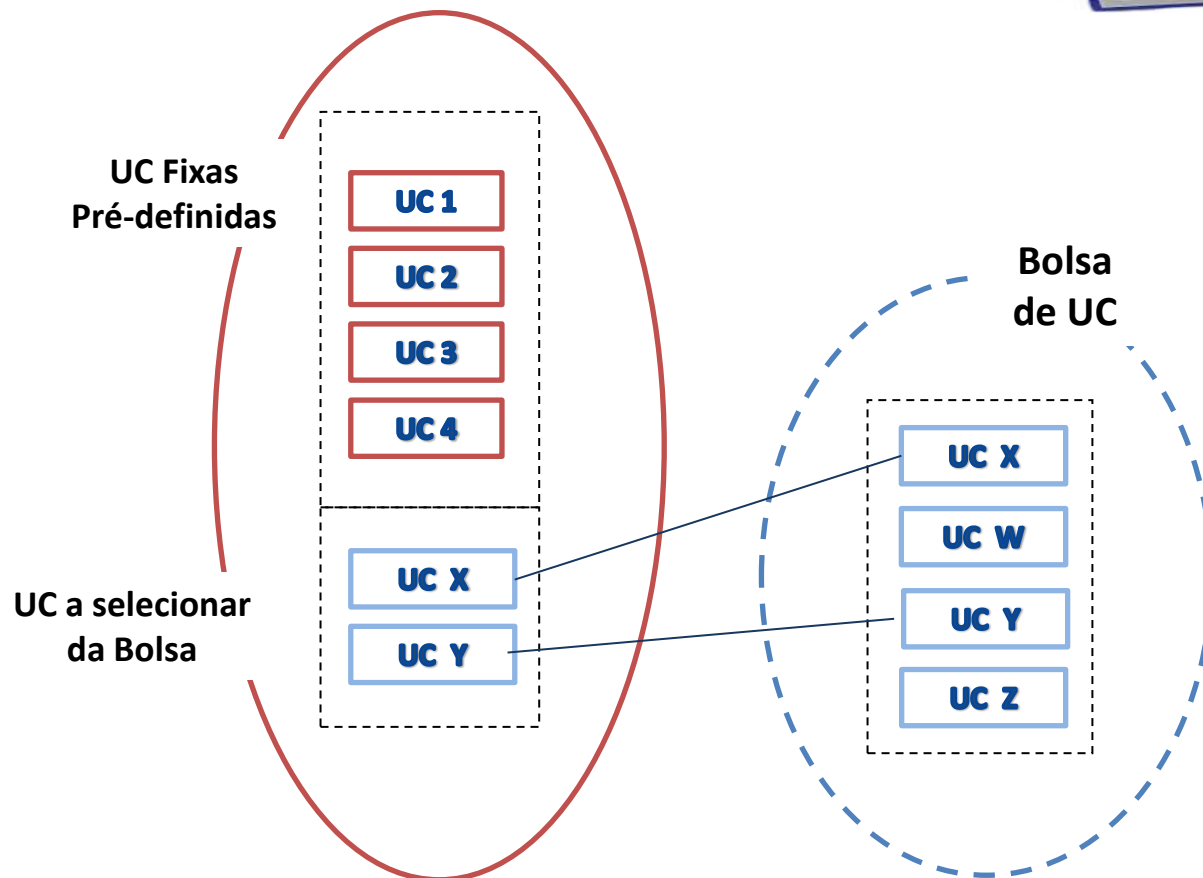 UC Fixas
Pré-definidas
UC 1
UC 2
UC 3
UC 4
UC a selecionar
da Bolsa
UC X
UC Y
Bolsa
de UC
UC X
UC W
UC Y
UC Z